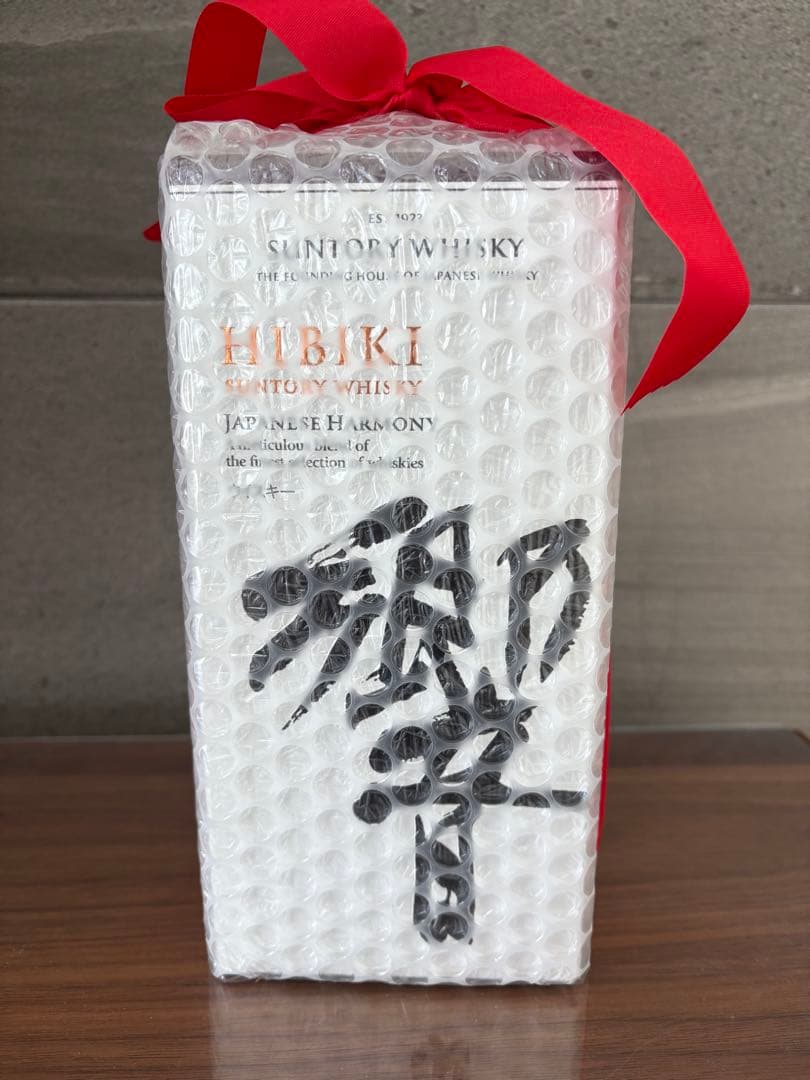 EST. 1923
SUNTORY WHISKY
THE FOUNDING HOUSE OF JAPANESE WHISKY
HIBIKI
SUNTORY WHISKY
JAPANESE HARMONY
A meticulous blend of
the finest selection of whiskies
ウイスキー
響